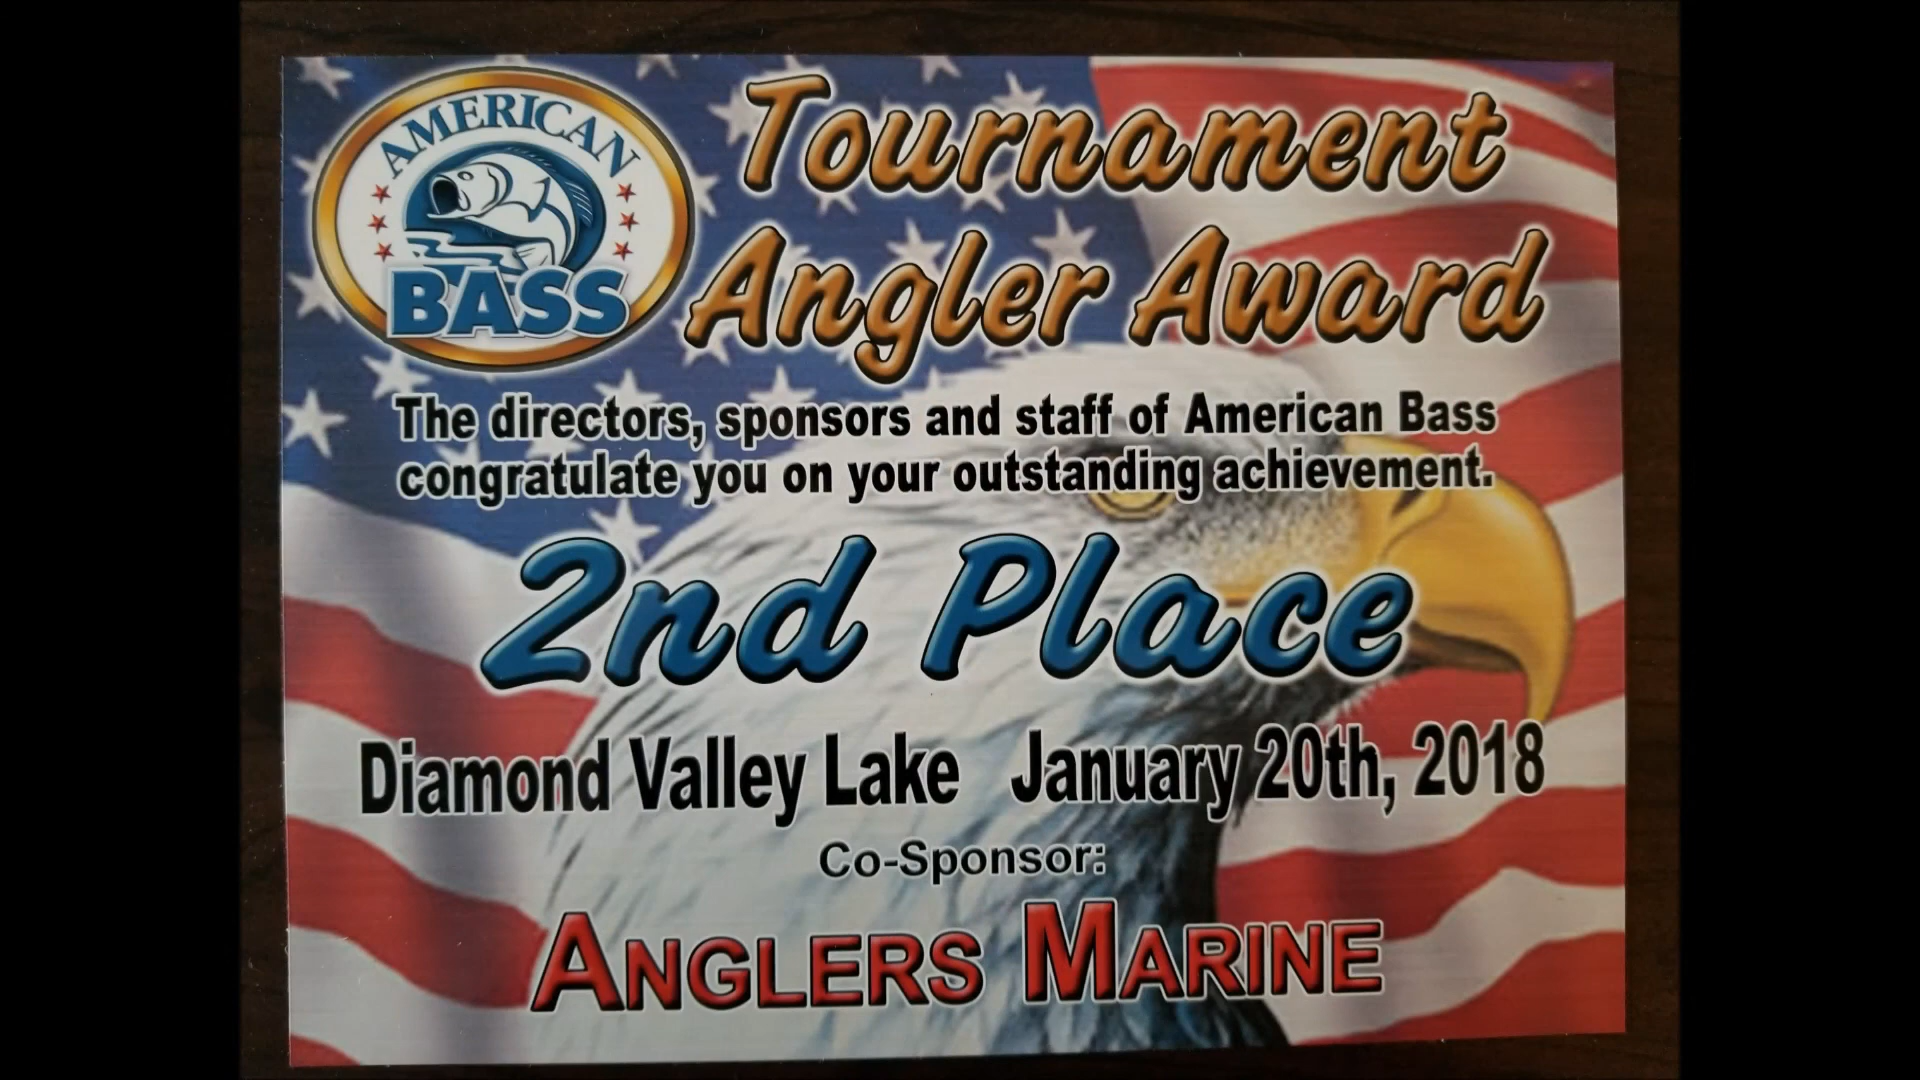 AMERICAN
BASS
Tournament
Angler Award
The directors, sponsors and staff of American Bass
congratulate you on your outstanding achievement.
2nd Place
Diamond Valley Lake January 20th, 2018
Co-Sponsor:
ANGLERS MARINE